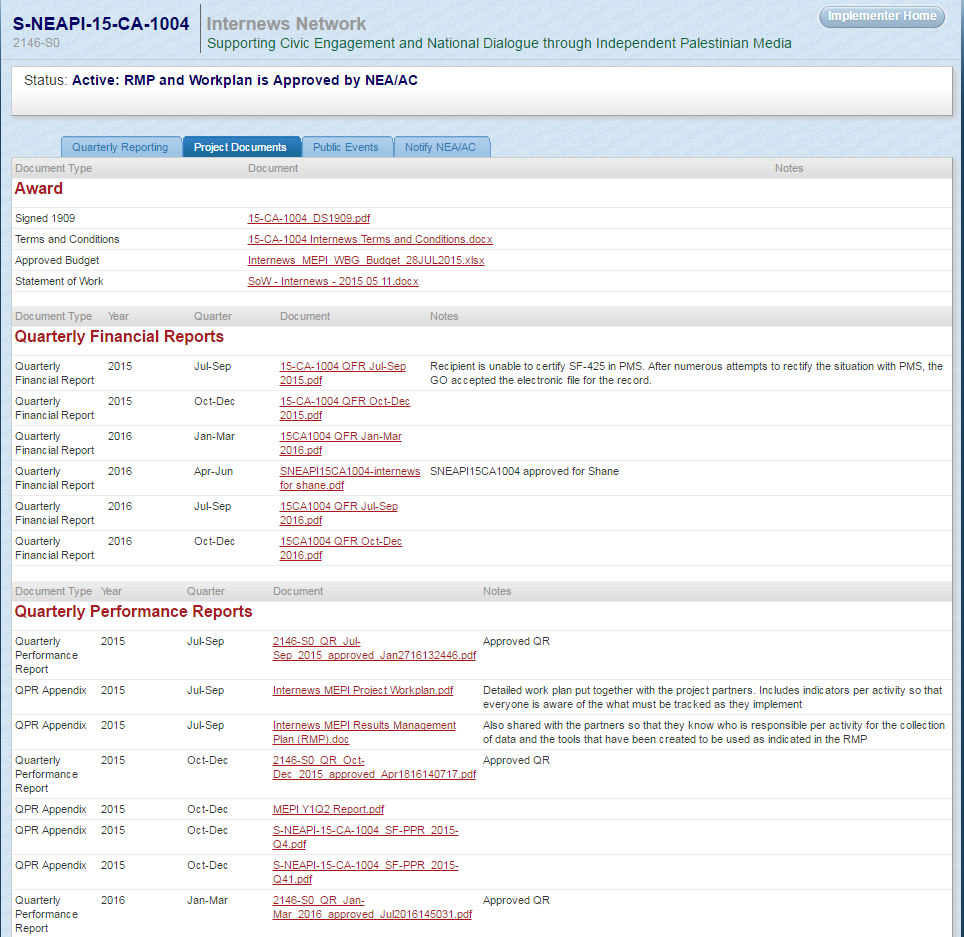 S-NEAPI-15-CA-1004
2146-S0
Internews Network
Supporting Civic Engagement and National Dialogue through Independent Palestinian Media
Implementer Home
Status: Active: RMP and Workplan is Approved by NEA/AC
Quarterly Reporting Project Documents Public Events Notify NEA/AC
Document Type Document Notes
Award
Signed 1909 15-CA-1004_DS1909.pdf
Terms and Conditions 15-CA-1004 Internews Terms and Conditions.docx
Approved Budget Internews_MEPI_WBG_Budget_28JUL2015.xlsx
Statement of Work SoW - Internews - 2015 05 11.docx
Document Type Year Quarter Document Notes
Quarterly Financial Reports
Quarterly 2015 Jul-Sep 15-CA-1004 QFR Jul-Sep Recipient is unable to certify SF-425 in PMS. After numerous attempts to rectify the situation with PMS, the
Financial Report 2015.pdf GO accepted the electronic file for the record.
Quarterly 2015 Oct-Dec 15-CA-1004 QFR Oct-Dec
Financial Report 2015.pdf
Quarterly 2016 Jan-Mar 15CA1004 QFR Jan-Mar
Financial Report 2016.pdf
Quarterly 2016 Apr-Jun SNEAPI15CA1004-internews SNEAPI15CA1004 approved for Shane
Financial Report for shane.pdf
Quarterly 2016 Jul-Sep 15CA1004 QFR Jul-Sep
Financial Report 2016.pdf
Quarterly 2016 Oct-Dec 15CA1004 QFR Oct-Dec
Financial Report 2016.pdf
Document Type Year Quarter Document Notes
Quarterly Performance Reports
Quarterly 2015 Jul-Sep 2146-S0_QR_Jul- Approved QR
Performance Sep_2015_approved_Jan2716132446.pdf
Report
QPR Appendix 2015 Jul-Sep Internews MEPI Project Workplan.pdf Detailed work plan put together with the project partners. Includes indicators per activity so that
everyone is aware of the what must be tracked as they implement
QPR Appendix 2015 Jul-Sep Internews MEPI Results Management Also shared with the partners so that they know who is responsible per activity for the collection
Plan (RMP).doc of data and the tools that have been created to be used as indicated in the RMP
Quarterly 2015 Oct-Dec 2146-S0_QR_Oct- Approved QR
Performance Dec_2015_approved_Apr1816140717.pdf
Report
QPR Appendix 2015 Oct-Dec MEPI Y1Q2 Report.pdf
QPR Appendix 2015 Oct-Dec S-NEAPI-15-CA-1004_SF-PPR_2015-
Q4.pdf
QPR Appendix 2015 Oct-Dec S-NEAPI-15-CA-1004_SF-PPR_2015-
Q41.pdf
Quarterly 2016 Jan-Mar 2146-S0_QR_Jan- Approved QR
Performance Mar_2016_approved_Jul2016145031.pdf
Report